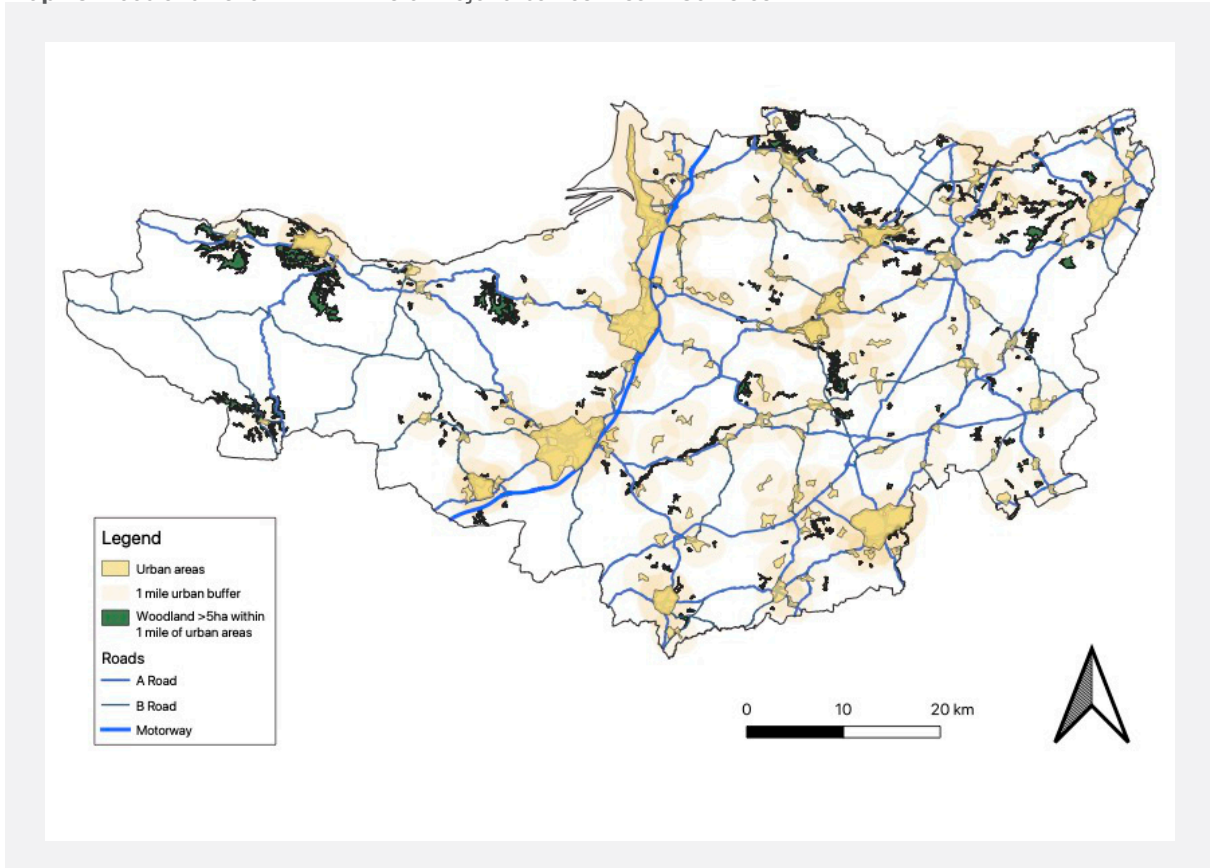 Legend
Urban areas
1 mile urban buffer
Woodland >5ha within
1 mile of urban areas
Roads
A Road
B Road
Motorway
0 10 20 km